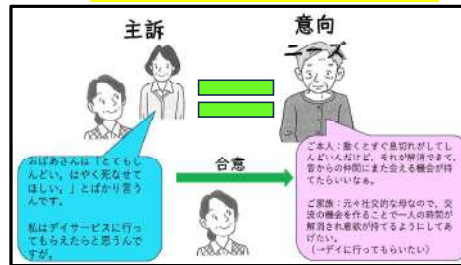 主訴
意向
ニーズ
おばあさんは「とてもし
んどい。はやく死なせて
ほしい。」とばかり言う
んです。
私はデイサービスに行っ
てもらえたらと思うんで
すが。
合意
ご本人：動くとすぐ息切れがしてし
んどいんだけど、それが解消できて、
昔からの仲間にまた会える機会が持
てたらいいなぁ。
ご家族：元々社交的な母なので、交
流の機会を作ることで一人の時間が
解消され意欲が持てるようにしてあ
げたい。
（→デイに行ってもらいたい）